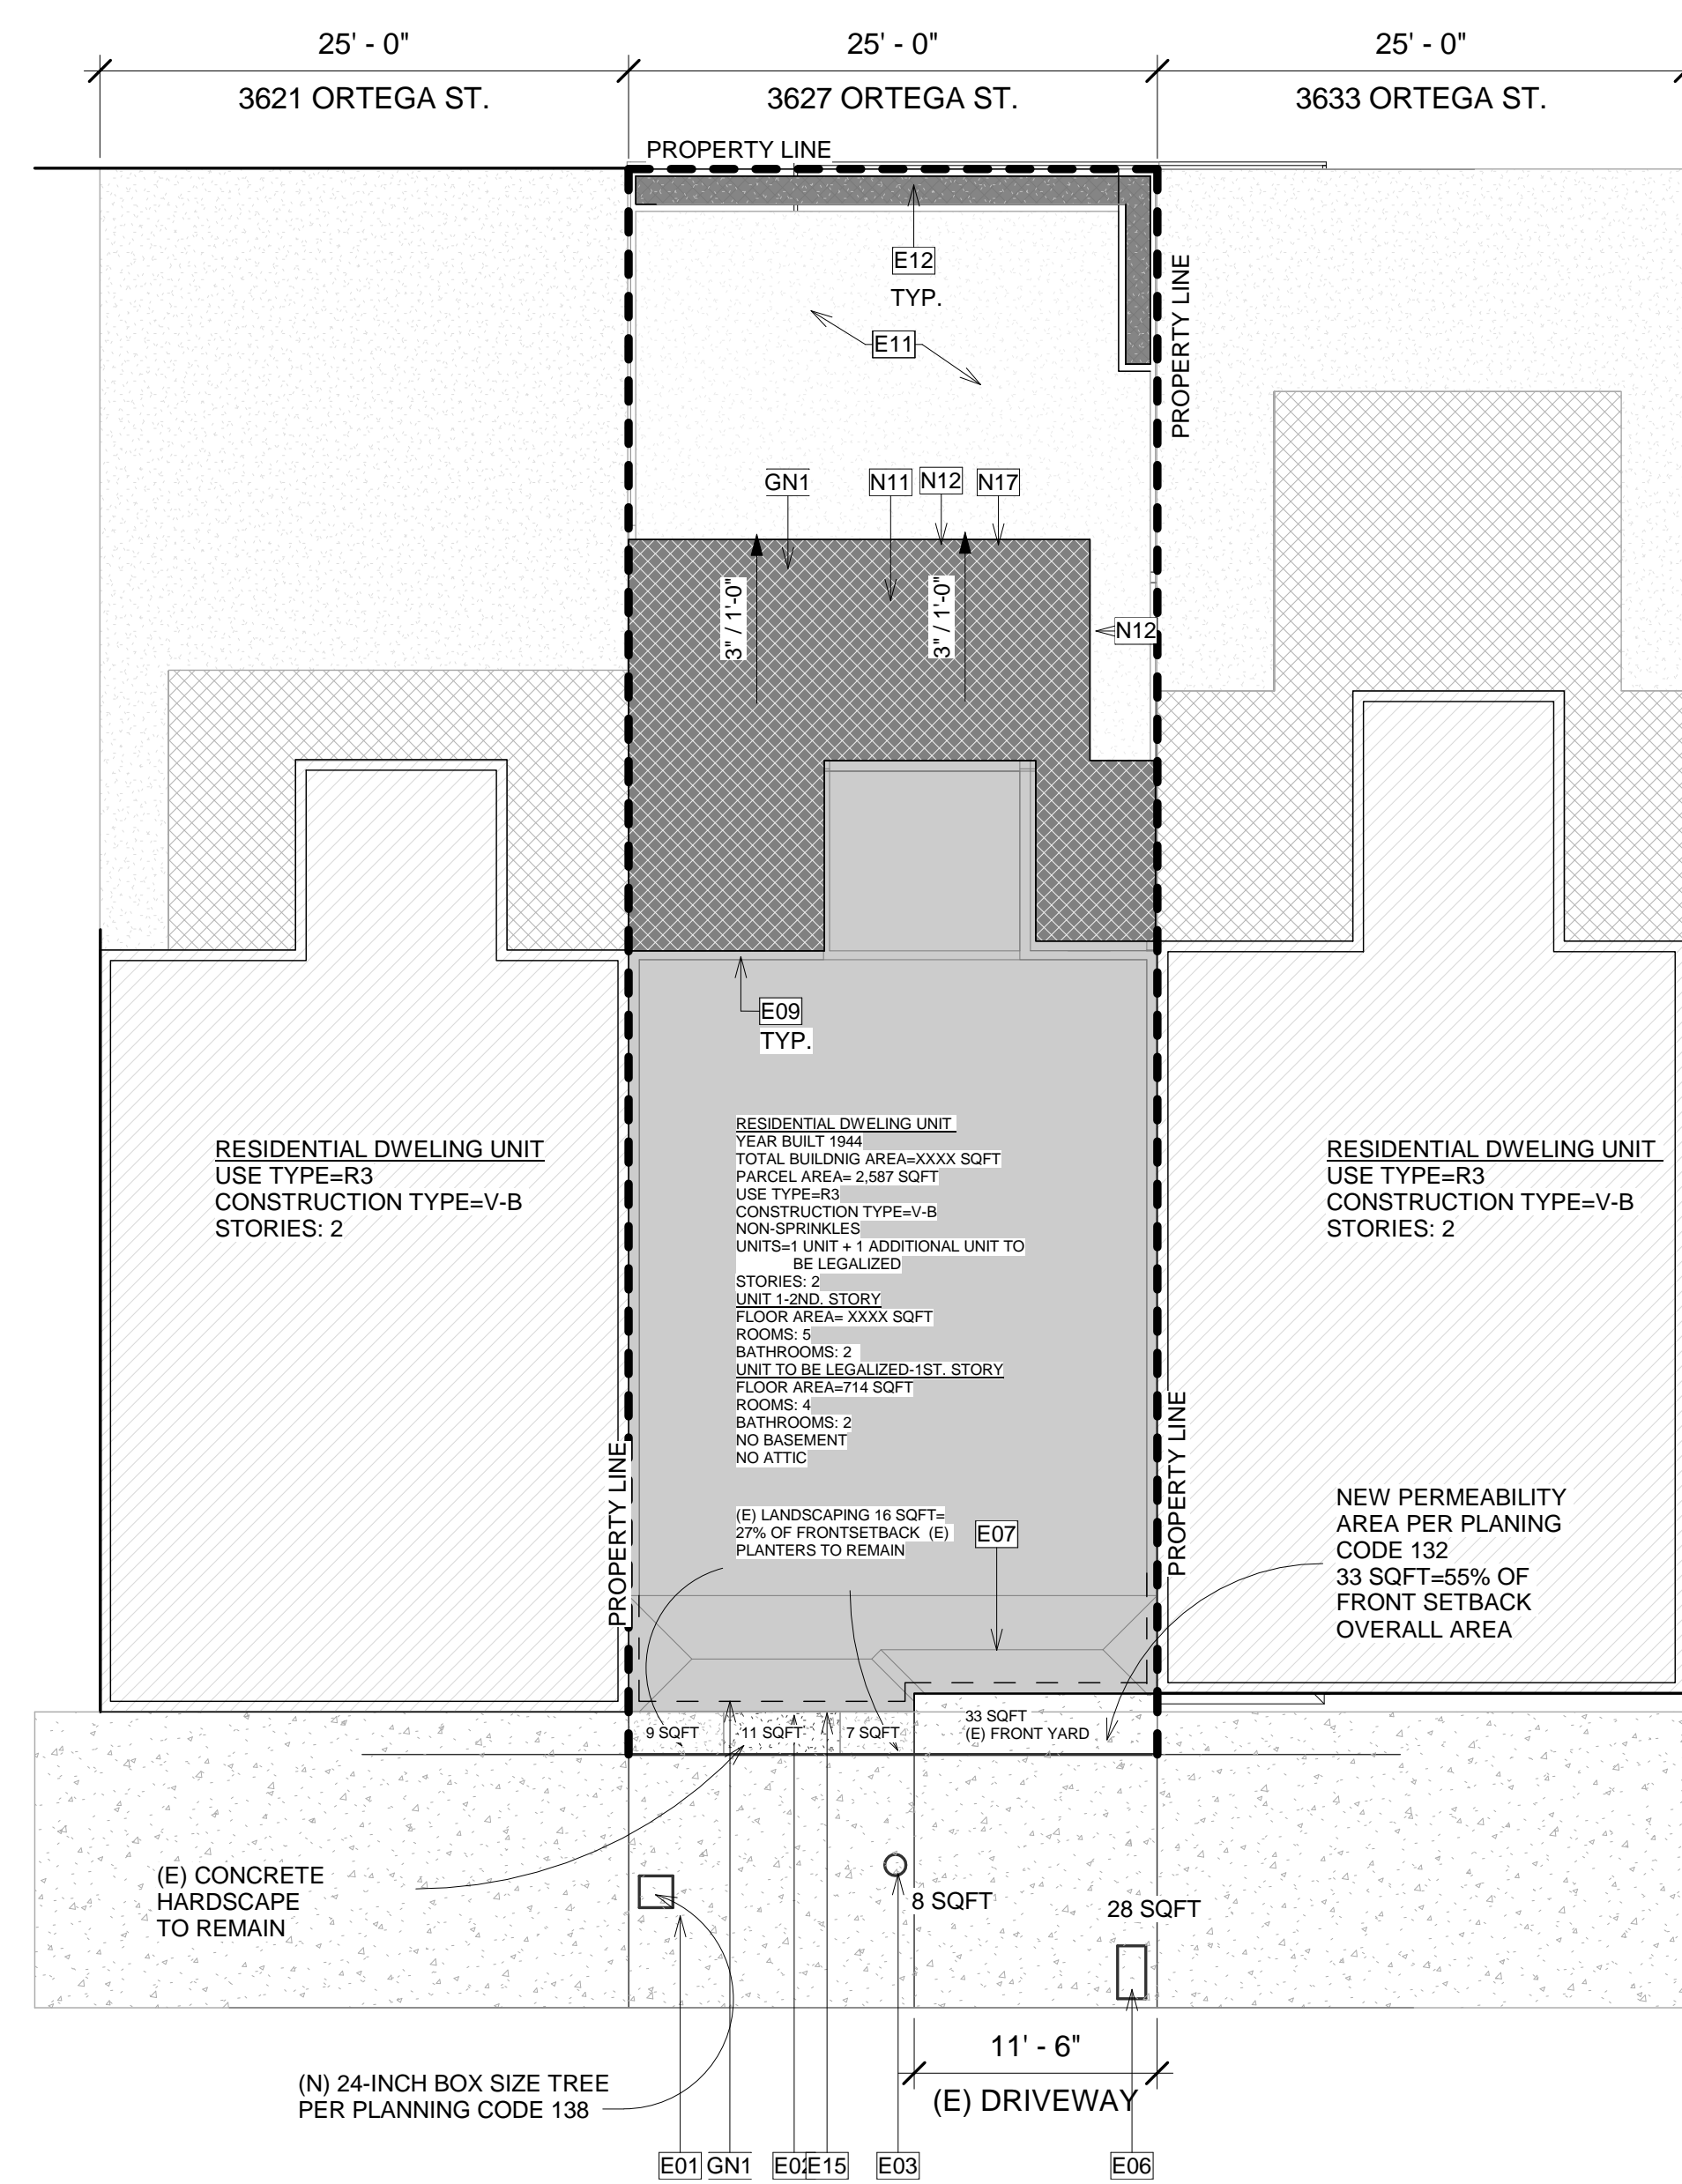 25' - 0"
25' - 0"
25' - 0"
3621 ORTEGA ST.
3627 ORTEGA ST.
3633 ORTEGA ST.
PROPERTY LINE
E12
TYP.
PROPERTY LINE
E11
GN1
N11
N12
N17
3" / 1'-0"
3" / 1'-0"
N12
E09
TYP.
RESIDENTIAL DWELING UNIT
USE TYPE=R3
CONSTRUCTION TYPE=V-B
STORIES: 2
RESIDENTIAL DWELING UNIT
YEAR BUILT 1944
TOTAL BUILDNIG AREA=XXXX SQFT
PARCEL AREA= 2,587 SQFT
USE TYPE=R3
CONSTRUCTION TYPE=V-B
NON-SPRINKLES
UNITS=1 UNIT + 1 ADDITIONAL UNIT TO
BE LEGALIZED
STORIES: 2
UNIT 1-2ND. STORY
FLOOR AREA= XXXX SQFT
ROOMS: 5
BATHROOMS: 2
UNIT TO BE LEGALIZED-1ST. STORY
FLOOR AREA=714 SQFT
ROOMS: 4
BATHROOMS: 2
NO BASEMENT
NO ATTIC
RESIDENTIAL DWELING UNIT
USE TYPE=R3
CONSTRUCTION TYPE=V-B
STORIES: 2
PROPERTY LINE
PROPERTY LINE
(E) LANDSCAPING 16 SQFT=
27% OF FRONTSETBACK (E)
PLANTERS TO REMAIN
E07
NEW PERMEABILITY
AREA PER PLANING
CODE 132
33 SQFT=55% OF
FRONT SETBACK
OVERALL AREA
9 SQFT
11 SQFT
7 SQFT
33 SQFT
(E) FRONT YARD
(E) CONCRETE
HARDSCAPE
TO REMAIN
8 SQFT
28 SQFT
11' - 6"
(E) DRIVEWAY
(N) 24-INCH BOX SIZE TREE
PER PLANNING CODE 138
E01
GN1
E02
E15
E03
E06